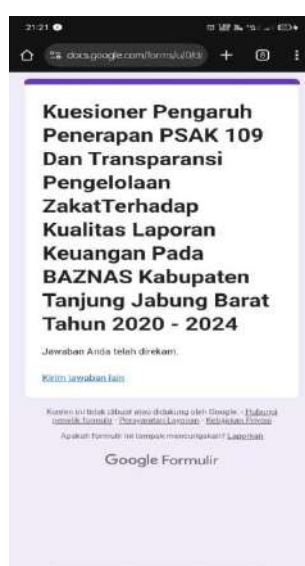 21:21
docs.google.com/forms/u/0/d/
8
Kuesioner Pengaruh
Penerapan PSAK 109
Dan Transparansi
Pengelolaan
ZakatTerhadap
Kualitas Laporan
Keuangan Pada
BAZNAS Kabupaten
Tanjung Jabung Barat
Tahun 2020 - 2024
Jawaban Anda telah direkam.
Kirim jawaban lain
Konten ini tidak dibuat atau didukung oleh Google. - Hubungi
pemilik formulir - Persyaratan Layanan - Kebijakan Privasi
Apakah formulir ini tampak mencurigakan? Laporkan
Google Formulir